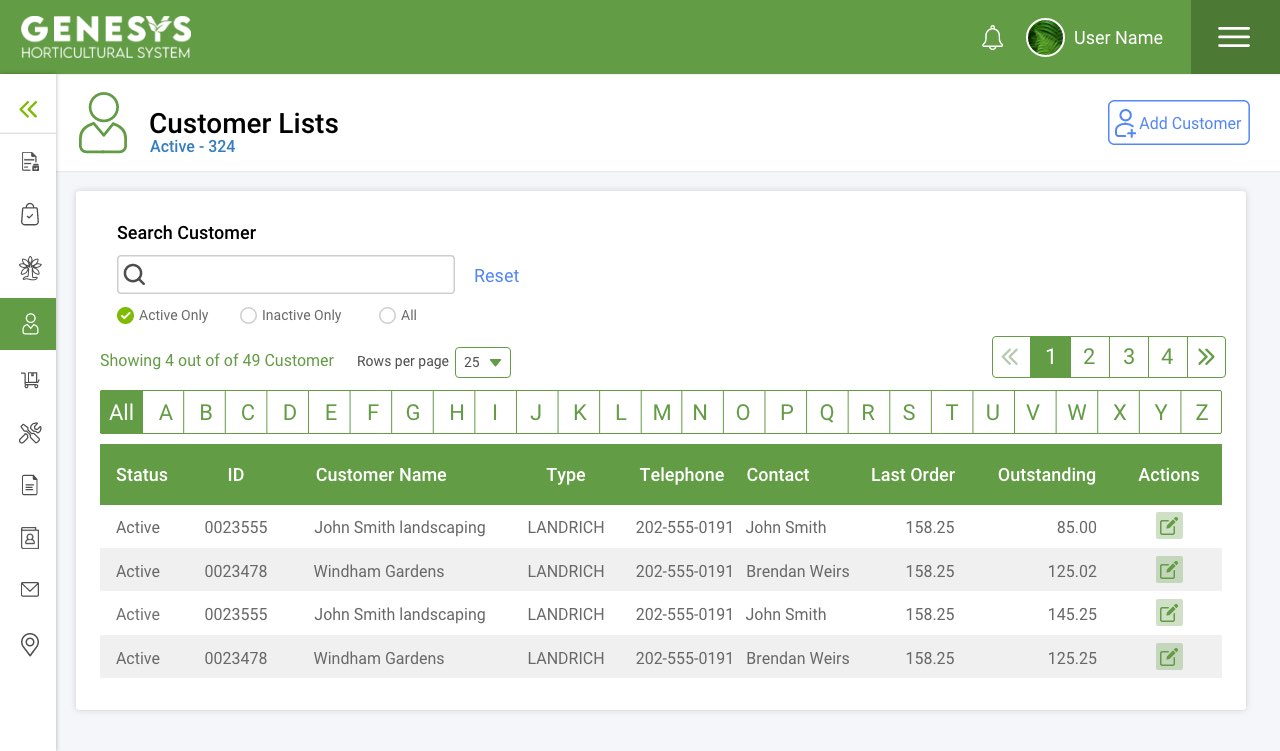 GENESYS
HORTICULTURAL SYSTEM
User Name
Customer Lists
Active - 324
Add Customer
Search Customer
Reset
Active Only Inactive Only All
Showing 4 out of of 49 Customer Rows per page 25 1 2 3 4
All A B C D E F G H I J K L M N O P Q R S T U V W X Y Z
Status ID Customer Name Type Telephone Contact Last Order Outstanding Actions
Active 0023555 John Smith landscaping LANDRICH 202-555-0191 John Smith 158.25 85.00
Active 0023478 Windham Gardens LANDRICH 202-555-0191 Brendan Weirs 158.25 125.02
Active 0023555 John Smith landscaping LANDRICH 202-555-0191 John Smith 158.25 145.25
Active 0023478 Windham Gardens LANDRICH 202-555-0191 Brendan Weirs 158.25 125.25